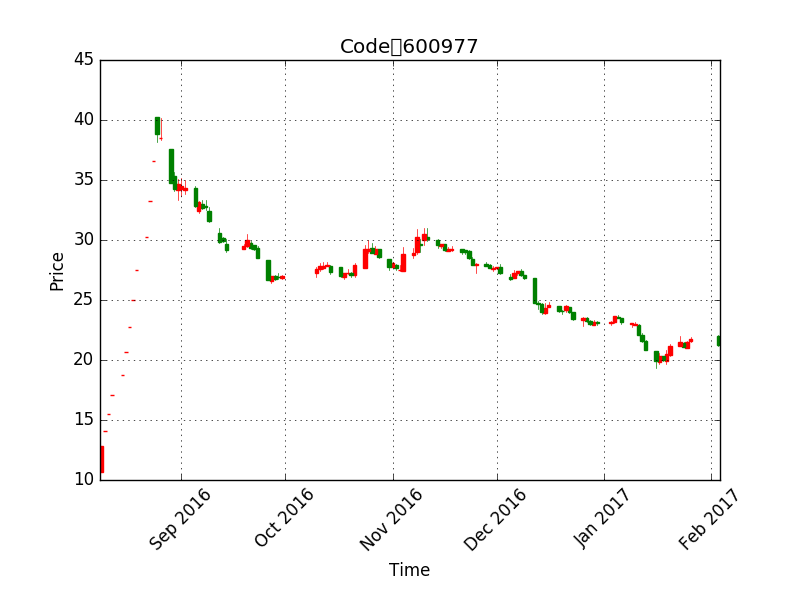 Code▯600977
45
40
35
30
25
20
15
10
Price
Sep 2016
Oct 2016
Nov 2016
Dec 2016
Jan 2017
Feb 2017
Time